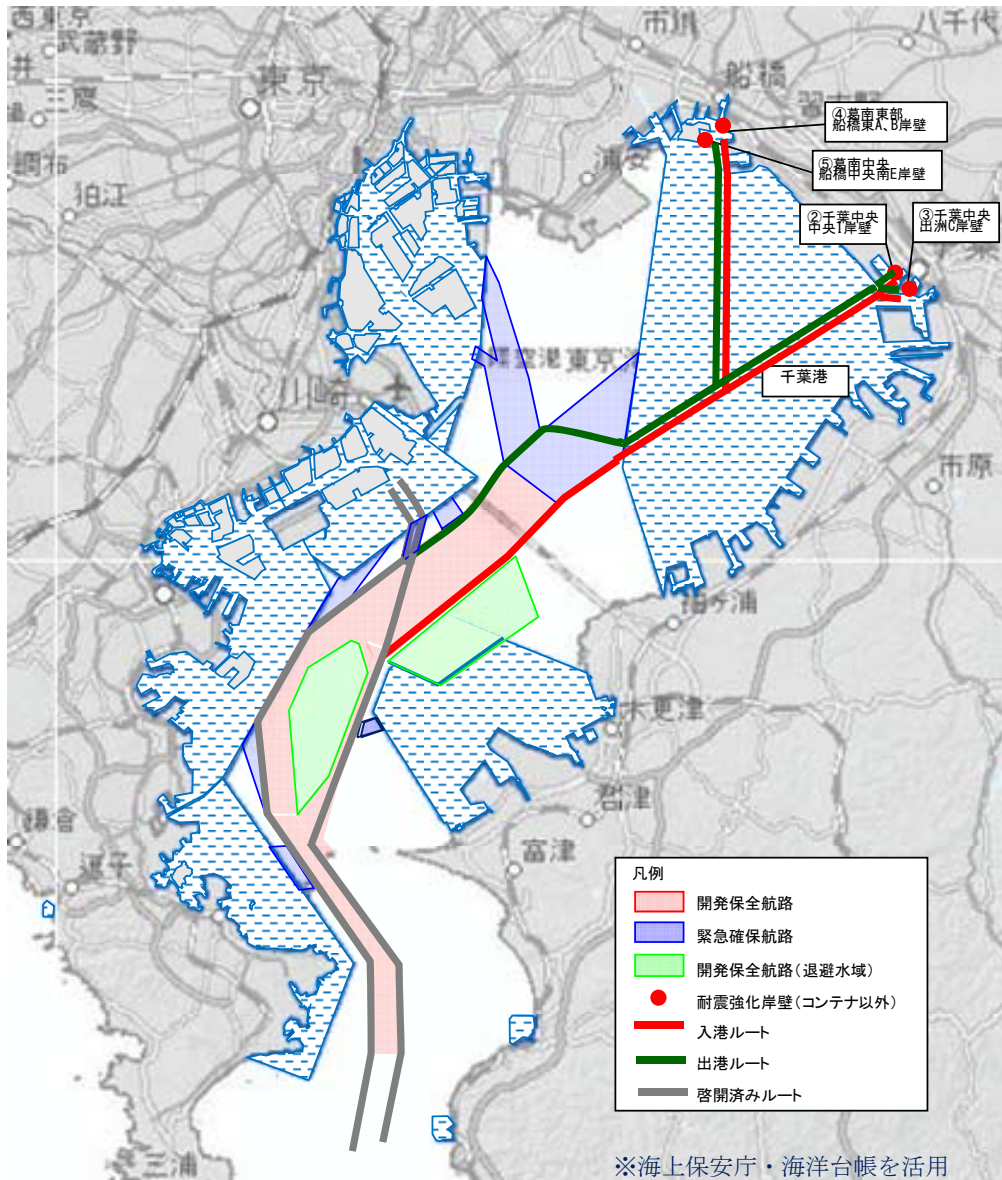 西東京
武蔵野
井
三鷹
調布
狛江
東京
川崎
市川
八千代
船橋
習志野
浦安
④葛南東部
船橋東A、B岸壁
⑤葛南中央
船橋中央南E岸壁
②千葉中央
中央I岸壁
③千葉中央
出洲C岸壁
空港東京
千葉港
市原
袖ヶ浦
木更津
君津
富津
鎌倉
逗子
三浦
凡例
開発保全航路
緊急確保航路
開発保全航路(退避水域)
耐震強化岸壁(コンテナ以外)
入港ルート
出港ルート
啓開済みルート
※海上保安庁・海洋台帳を活用